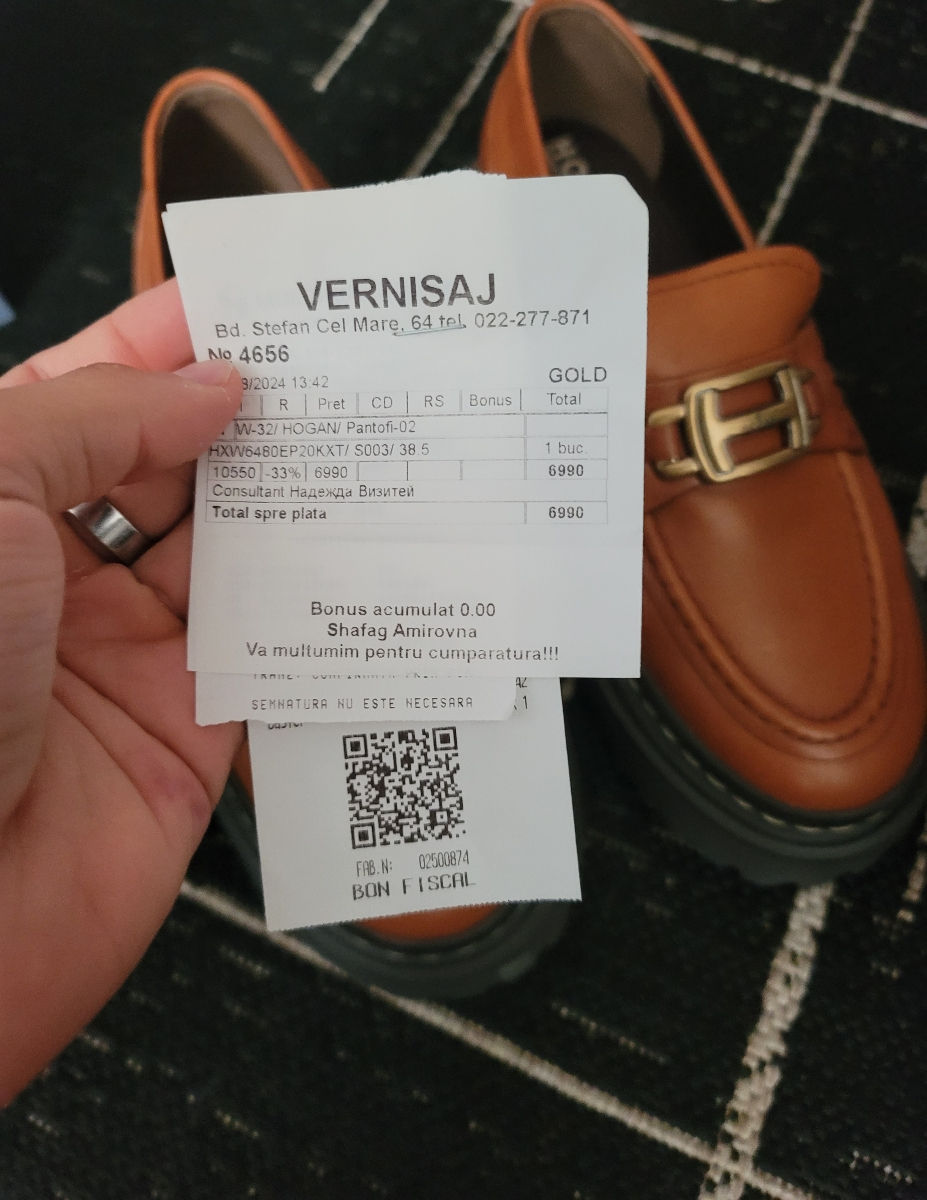 HO
VERNISAJ
Bd. Stefan Cel Mare, 64 tel. 022-277-871
№ 4656
8/2024 13:42
GOLD
R Pret CD RS Bonus Total
W-32/ HOGAN/ Pantofi-02
HXW6480EP20KXT/ S003/ 38.5 1 buc.
10550 -33% 6990 6990
Consultant Надежда Визитей
Total spre plata 6990
Bonus acumulat 0.00
Shafag Amirovna
Va multumim pentru cumparatura!!!
SEMNATURA NU ESTE NECESARA
1
FAB.N: 02500874
BON FISCAL